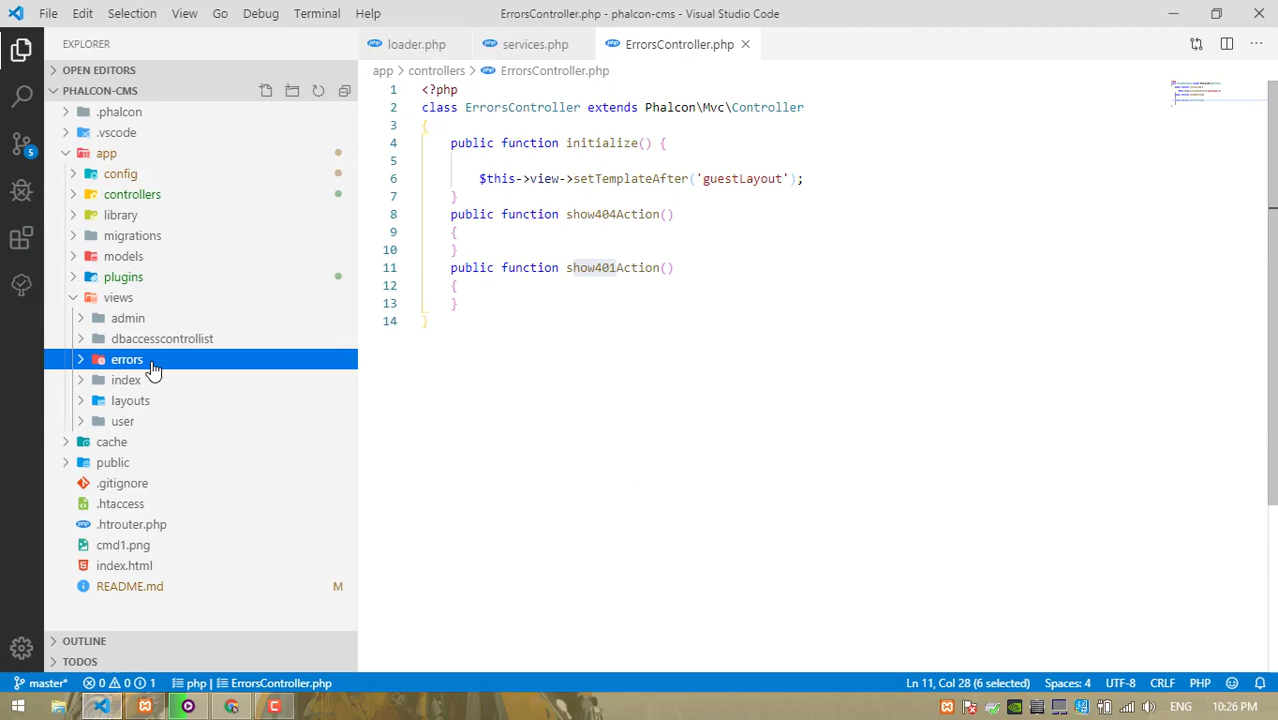 File Edit Selection View Go Debug Terminal Help ErrorsController.php - phalcon-cms - Visual Studio Code
EXPLORER
OPEN EDITORS
PHALCON-CMS
.phalcon
.vscode
app
config
controllers
library
migrations
models
plugins
views
admin
dbaccesscontrollist
errors
index
layouts
user
cache
public
.gitignore
.htaccess
.htrouter.php
cmd1.png
index.html
README.md M
OUTLINE
TODOS
5
php loader.php php services.php php ErrorsController.php
app controllers php ErrorsController.php
1 <?php
2 class ErrorsController extends Phalcon\Mvc\Controller
3 {
4 public function initialize() {
5
6 $this->view->setTemplateAfter('guestLayout');
7 }
8 public function show404Action()
9 {
10 }
11 public function show401Action()
12 {
13 }
14 }
master* 0 0 1 php ErrorsController.php Ln 11, Col 28 (6 selected) Spaces: 4 UTF-8 CRLF PHP
ENG 10:26 PM